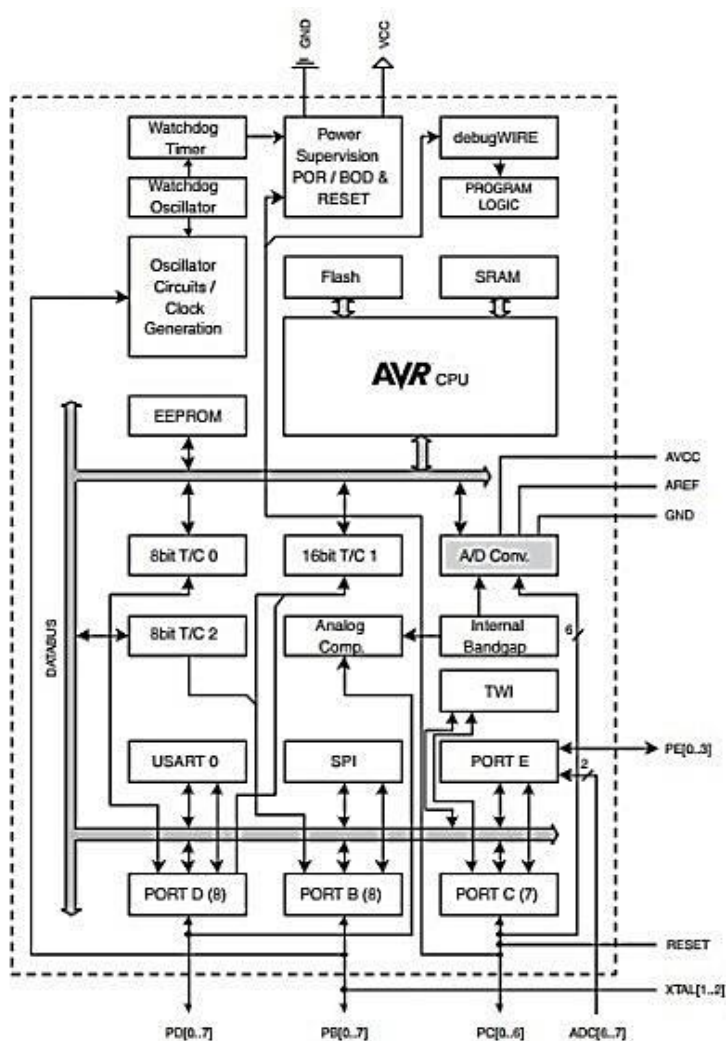 GND
VCC
Watchdog
Timer
Power
Supervision
POR / BOD &
RESET
debugWIRE
Watchdog
Oscillator
PROGRAM
LOGIC
Oscillator
Circuits /
Clock
Generation
Flash
SRAM
AVR CPU
EEPROM
AVCC
AREF
GND
8bit T/C 0
16bit T/C 1
A/D Conv.
DATABUS
8bit T/C 2
Analog
Comp.
Internal
Bandgap
6
TWI
USART 0
SPI
PORT E
PE[0..3]
2
PORT D (8)
PORT B (8)
PORT C (7)
RESET
XTAL[1..2]
PD[0..7]
PB[0..7]
PC[0..6]
ADC[6..7]